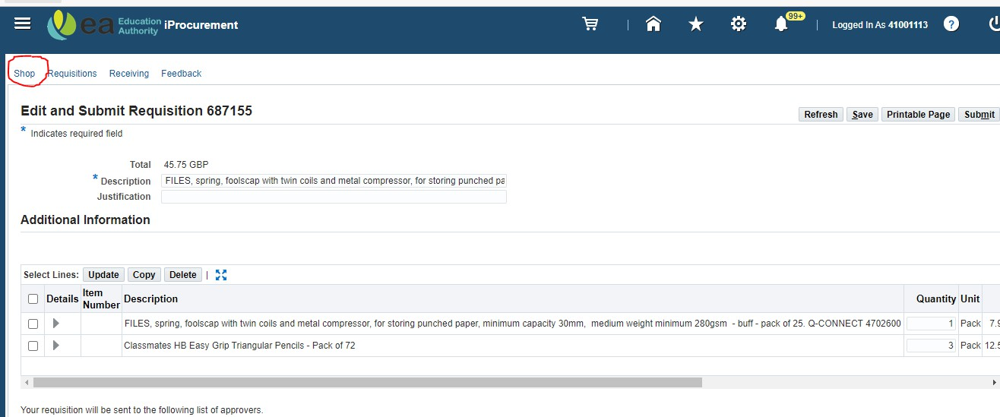 ea Education Authority iProcurement 99+ Logged In As 41001113 ?
Shop Requisitions Receiving Feedback
Edit and Submit Requisition 687155
Refresh Save Printable Page Submit
* Indicates required field
Total 45.75 GBP
* Description FILES, spring, foolscap with twin coils and metal compressor, for storing punched pa
Justification
Additional Information
Select Lines: Update Copy Delete |
Details Item Number Description Quantity Unit
FILES, spring, foolscap with twin coils and metal compressor, for storing punched paper, minimum capacity 30mm, medium weight minimum 280gsm - buff - pack of 25. Q-CONNECT 4702600 1 Pack 7.9
Classmates HB Easy Grip Triangular Pencils - Pack of 72 3 Pack 12.5
Your requisition will be sent to the following list of approvers.